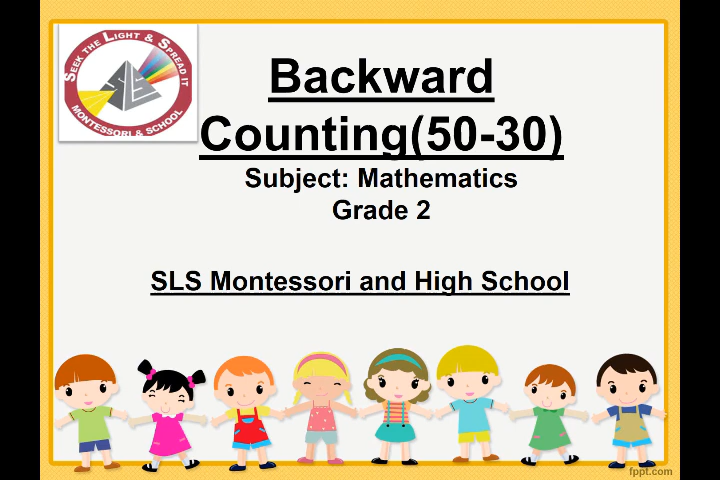 SEEK THE LIGHT & SPREAD IT
SLS
MONTESSORI & SCHOOL
Backward
Counting(50-30)
Subject: Mathematics
Grade 2
SLS Montessori and High School
fppt.com